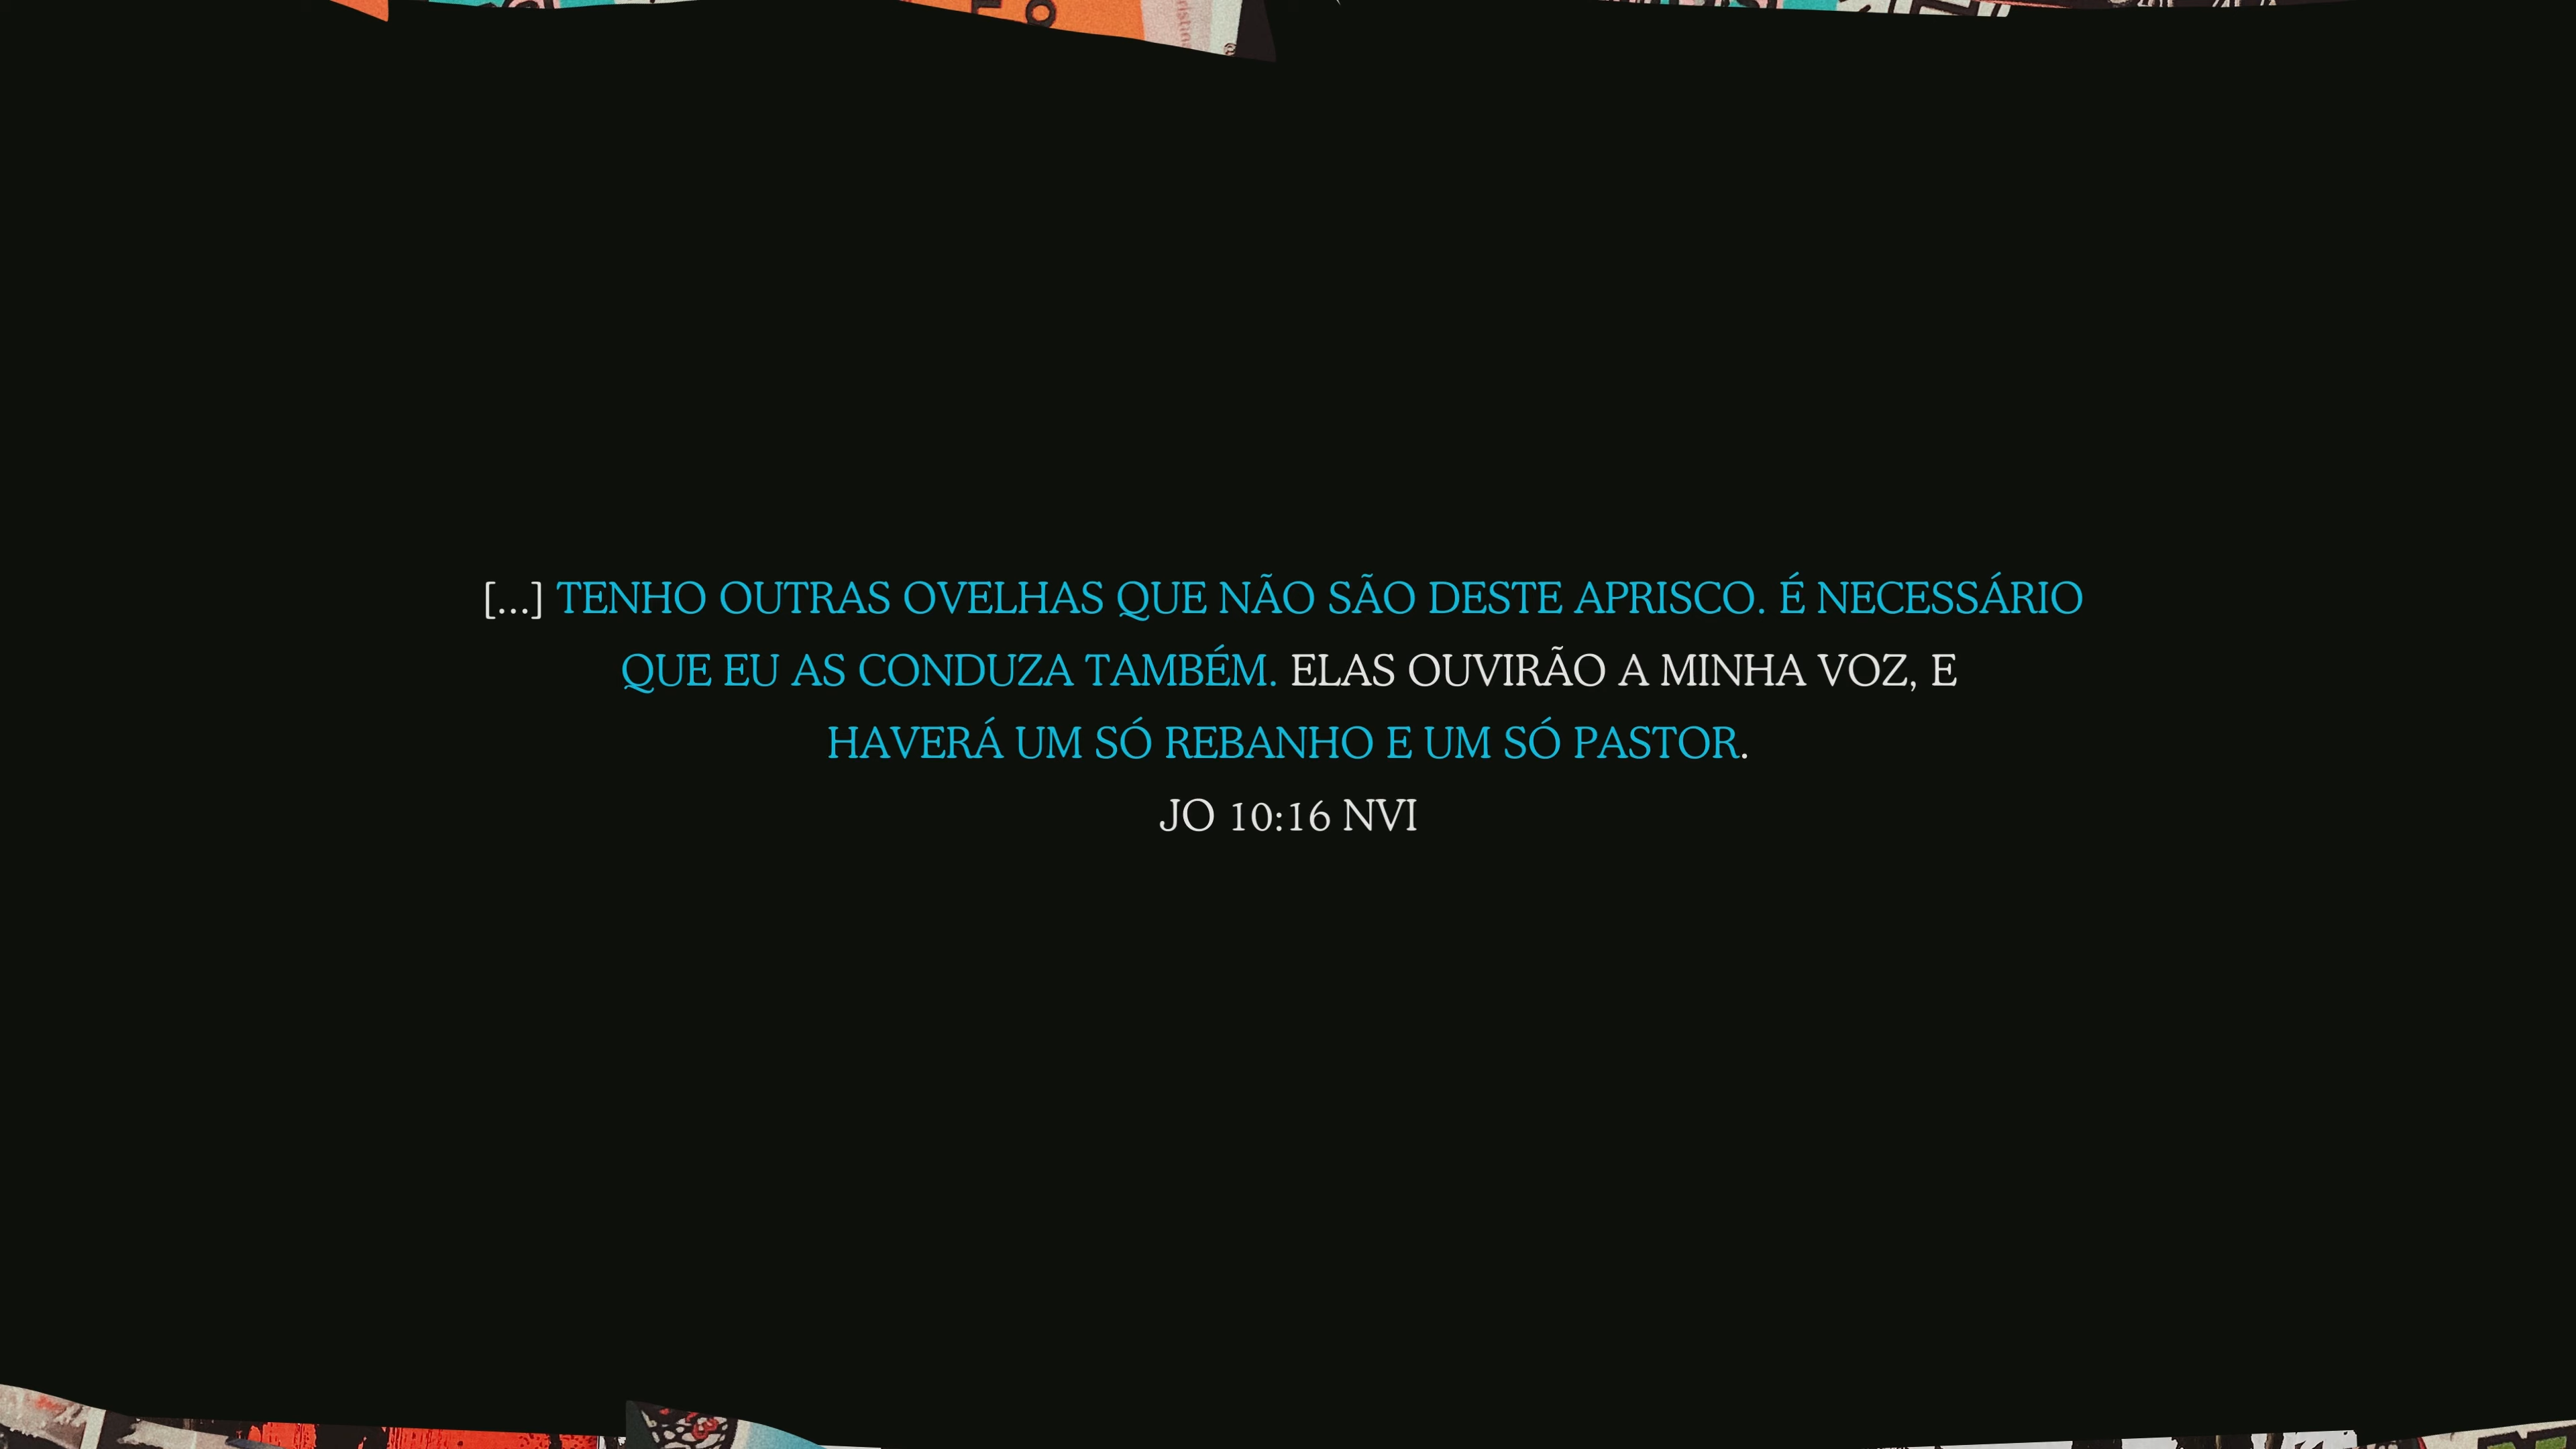 [...] TENHO OUTRAS OVELHAS QUE NÃO SÃO DESTE APRISCO. É NECESSÁRIO
QUE EU AS CONDUZA TAMBÉM. ELAS OUVIRÃO A MINHA VOZ, E
HAVERÁ UM SÓ REBANHO E UM SÓ PASTOR.
JO 10:16 NVI